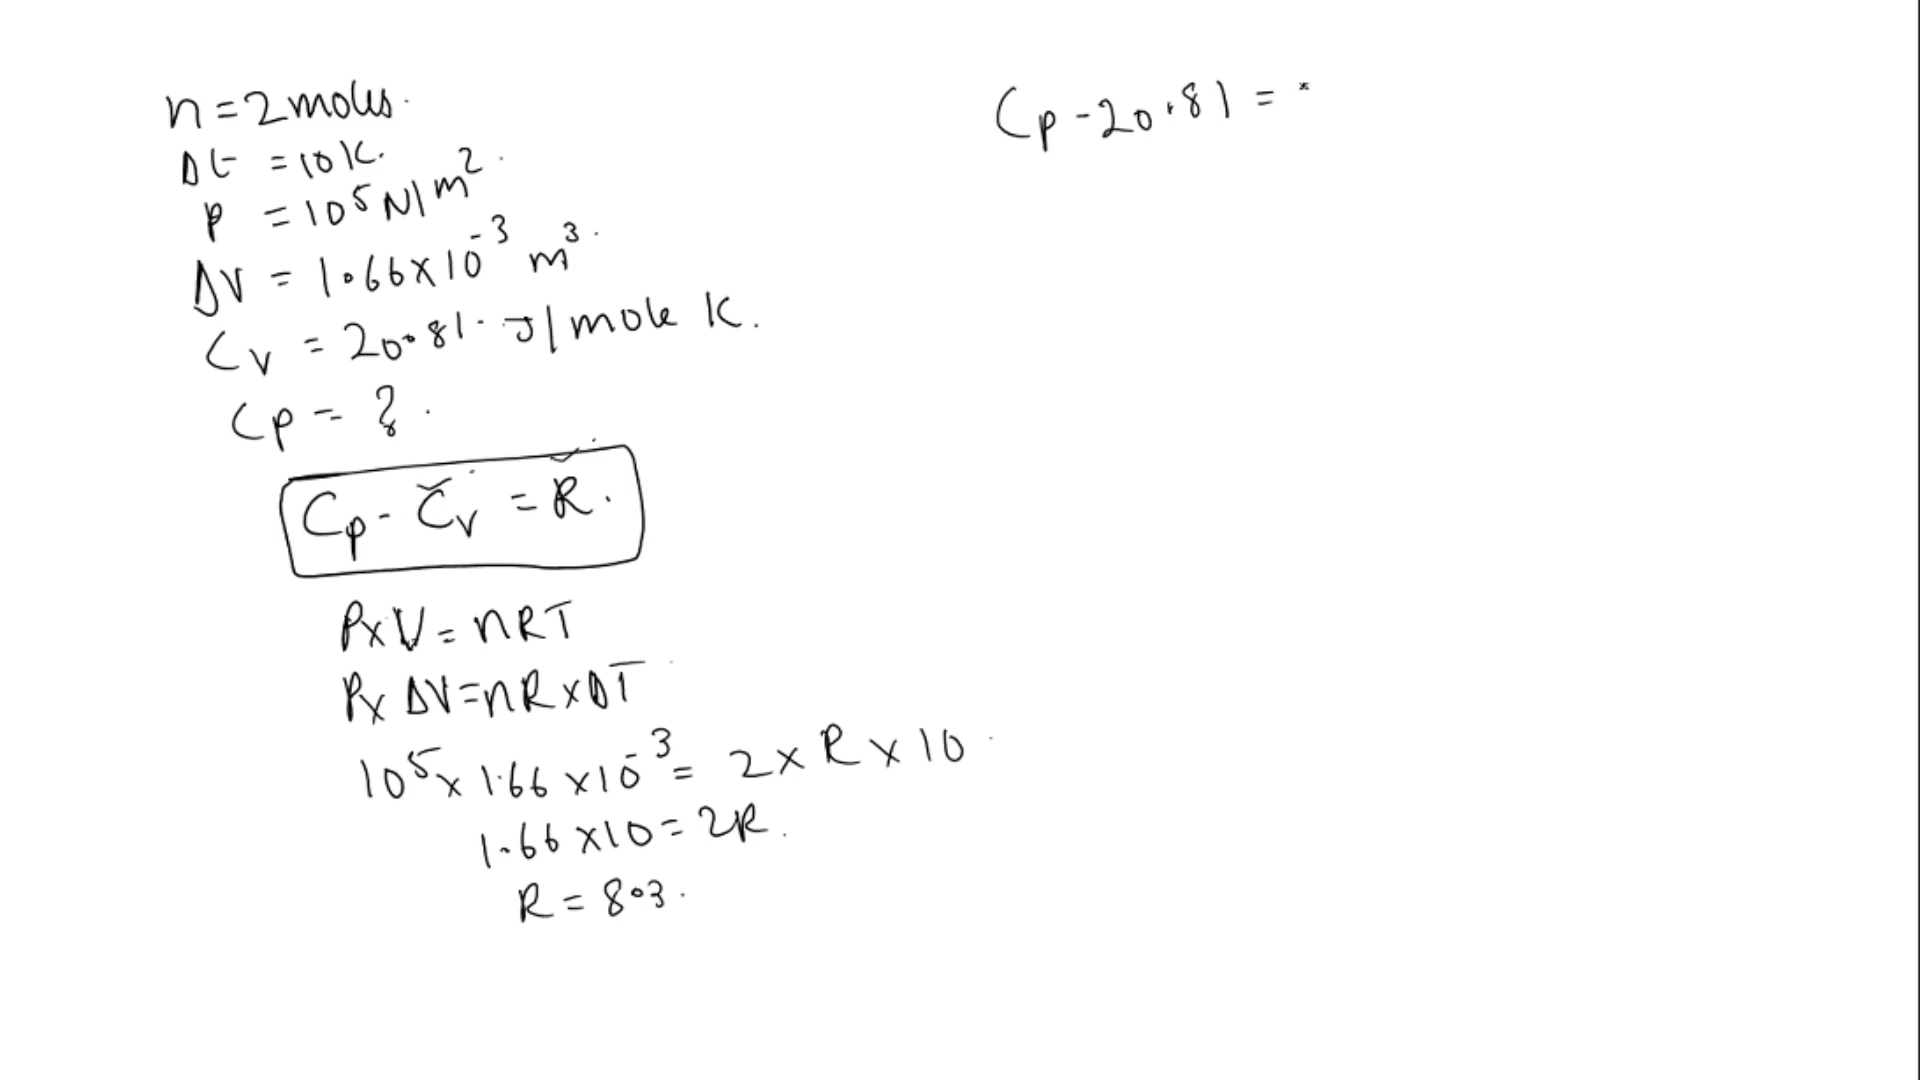 n = 2 moles.
Δt = 10 K.
p = 10⁵ N/m².
ΔV = 1.66 × 10⁻³ m³.
Cv = 20.81 J/mole K.
Cp = ?.
Cp - Cv = R.
P×V = nRT
P× ΔV = nR×ΔT
10⁵ × 1.66 × 10⁻³ = 2 × R × 10
1.66 × 10 = 2R.
R = 8.3.
Cp - 20.81 =